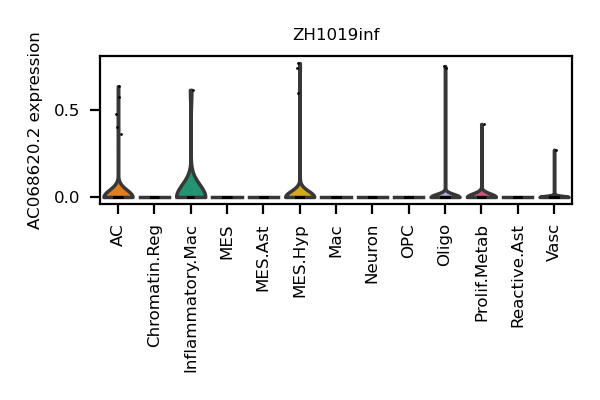 ZH1019inf
AC068620.2 expression
0.5
0.0
AC
Chromatin.Reg
Inflammatory.Mac
MES
MES.Ast
MES.Hyp
Mac
Neuron
OPC
Oligo
Prolif.Metab
Reactive.Ast
Vasc